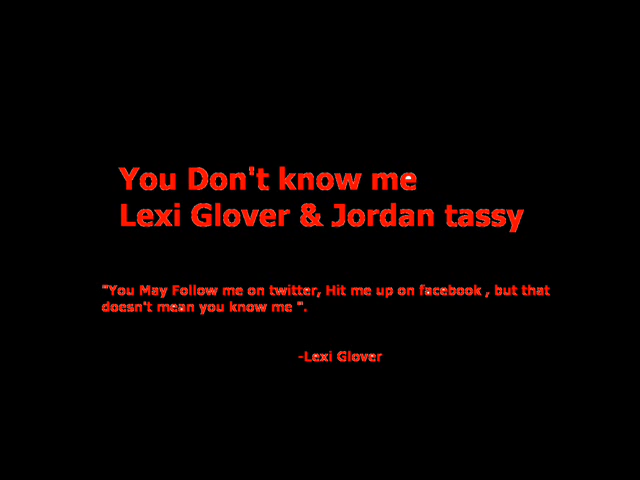 You Don't know me
Lexi Glover & Jordan tassy
"You May Follow me on twitter, Hit me up on facebook , but that
doesn't mean you know me ".
-Lexi Glover